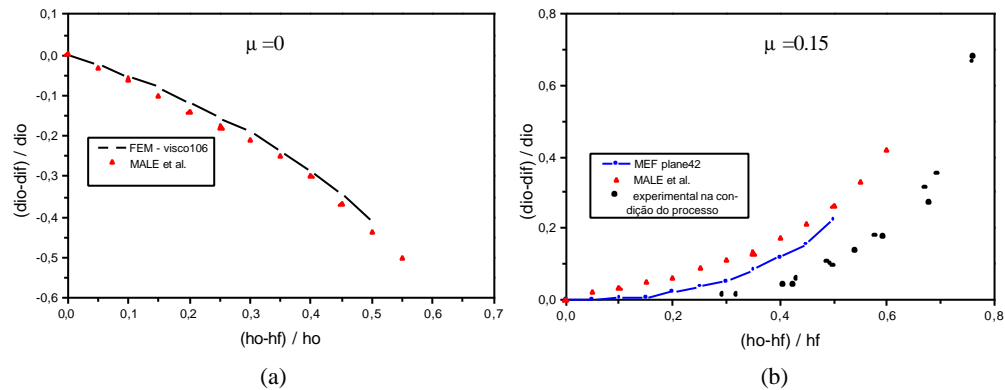 μ =0
0,0
-0,1
-0,2
-0,3
-0,4
-0,5
-0,6
(dio-dif) / dio
FEM - visco106
MALE et al.
0,0 0,1 0,2 0,3 0,4 0,5 0,6 0,7
(ho-hf) / ho
(a)
μ =0.15
0,8
0,6
0,4
0,2
0,0
(dio-dif) / dio
MEF plane42
MALE et al.
experimental na con-
dição do processo
0,0 0,2 0,4 0,6 0,8
(ho-hf) / hf
(b)